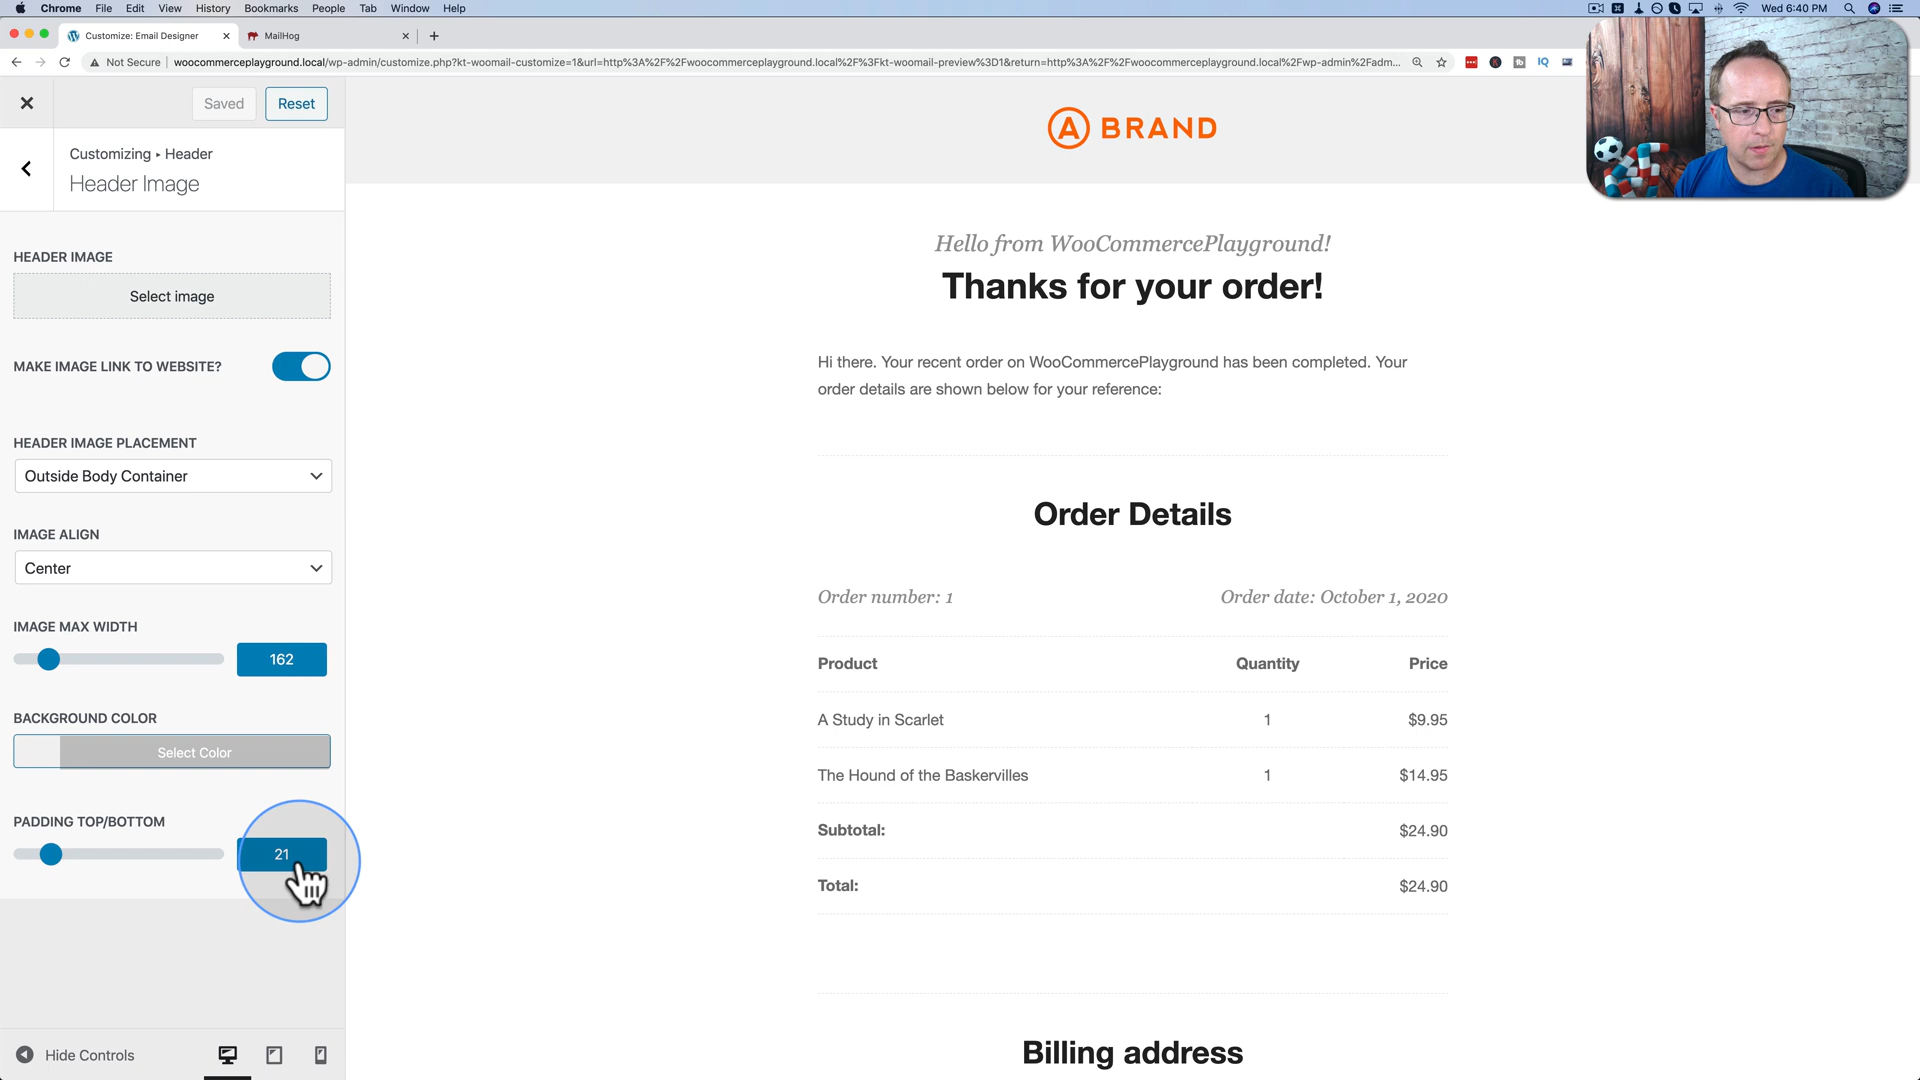 Chrome File Edit View History Bookmarks People Tab Window Help
Wed 6:40 PM
Customize: Email Designer
MailHog
Not Secure woocommerceplayground.local/wp-admin/customize.php?kt-woomail-customize=1&url=http%3A%2F%2Fwoocommerceplayground.local%2F%3Fkt-woomail-preview%3D1&return=http%3A%2F%2Fwoocommerceplayground.local%2Fwp-admin%2Fadm...
IQ
Saved
Reset
A BRAND
Customizing ▸ Header
Header Image
HEADER IMAGE
Select image
MAKE IMAGE LINK TO WEBSITE?
HEADER IMAGE PLACEMENT
Outside Body Container
IMAGE ALIGN
Center
IMAGE MAX WIDTH
162
BACKGROUND COLOR
Select Color
PADDING TOP/BOTTOM
21
Hide Controls
Hello from WooCommercePlayground!
Thanks for your order!
Hi there. Your recent order on WooCommercePlayground has been completed. Your
order details are shown below for your reference:
Order Details
Order number: 1
Order date: October 1, 2020
Product Quantity Price
A Study in Scarlet 1 $9.95
The Hound of the Baskervilles 1 $14.95
Subtotal: $24.90
Total: $24.90
Billing address